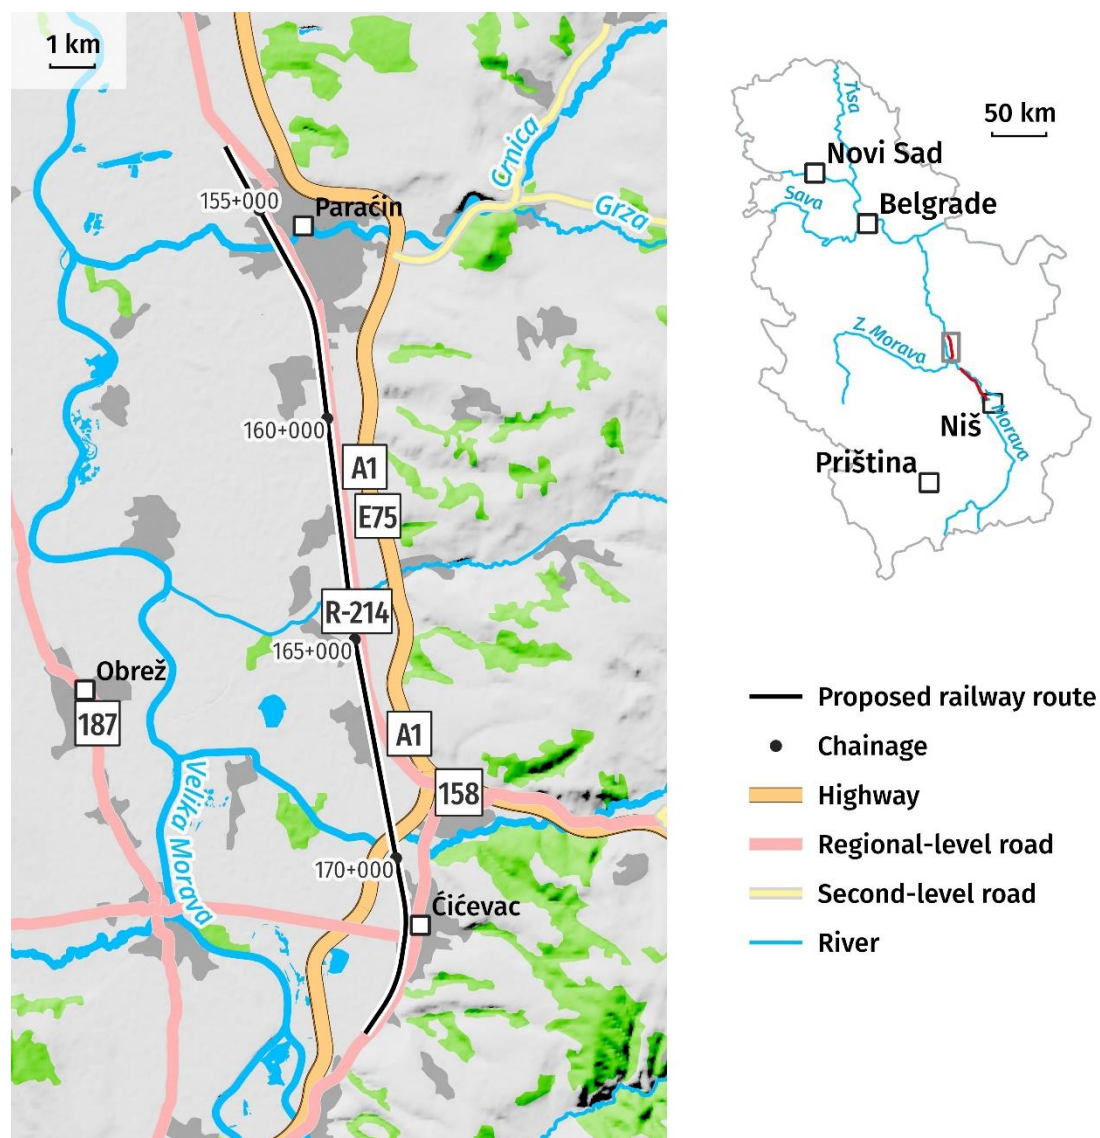 1 km
Crnica
155+000
Paraćin
Grza
160+000
A1
E75
R-214
165+000
Obrež
187
A1
158
Velika Morava
170+000
Ćićevac
50 km
Tisa
Novi Sad
Sava
Belgrade
Z. Morava
Niš
Morava
Priština
Proposed railway route
Chainage
Highway
Regional-level road
Second-level road
River